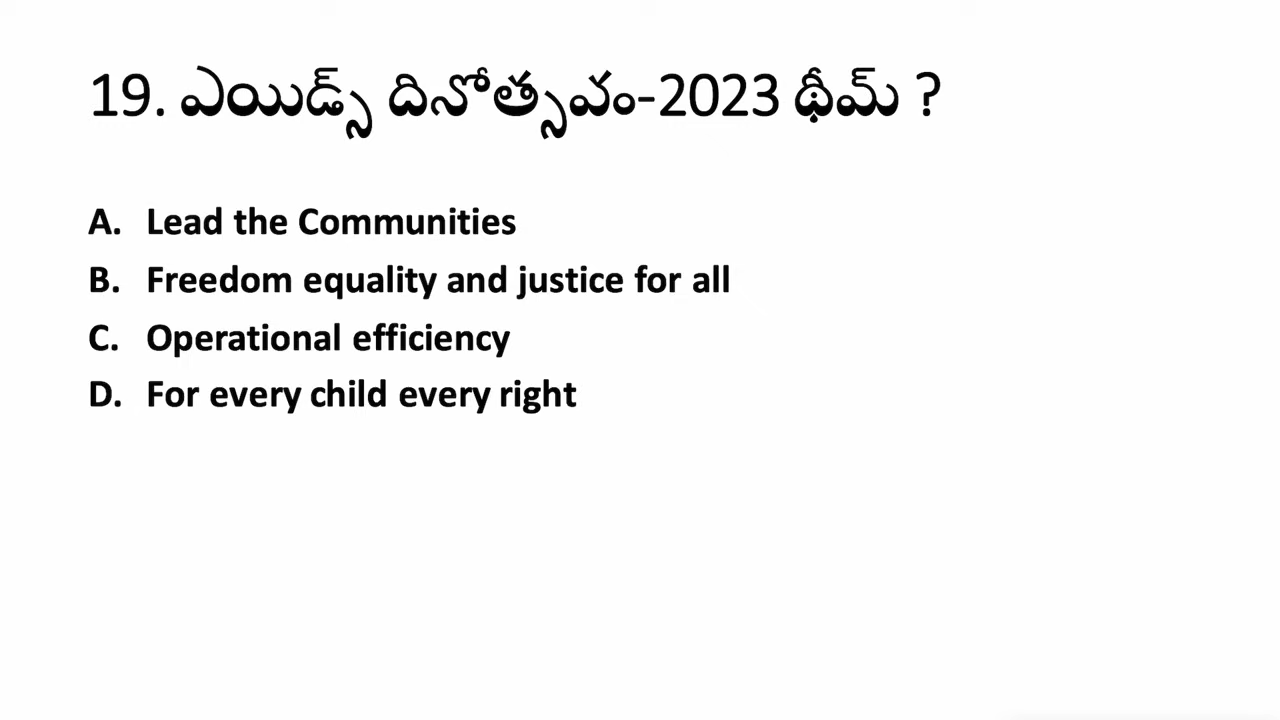 19. ఎయిడ్స్ దినోత్సవం-2023 థీమ్ ?
A. Lead the Communities
B. Freedom equality and justice for all
C. Operational efficiency
D. For every child every right